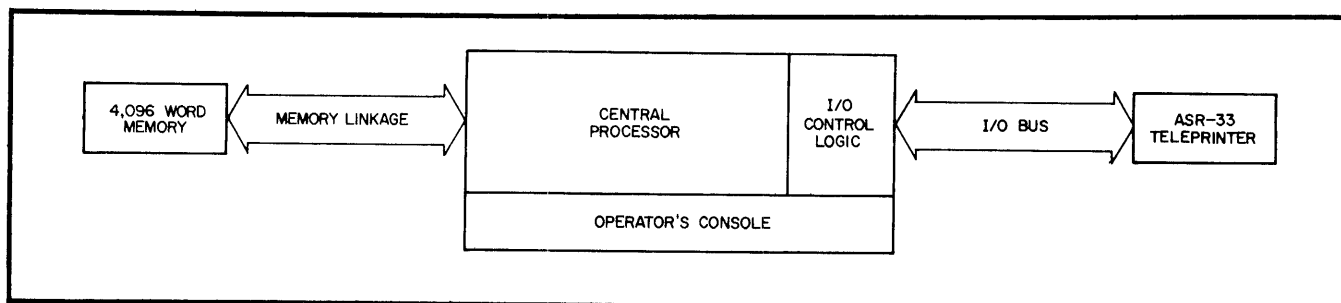 4,096 WORD
MEMORY
MEMORY LINKAGE
CENTRAL
PROCESSOR
I/O
CONTROL
LOGIC
I/O BUS
ASR-33
TELEPRINTER
OPERATOR'S CONSOLE